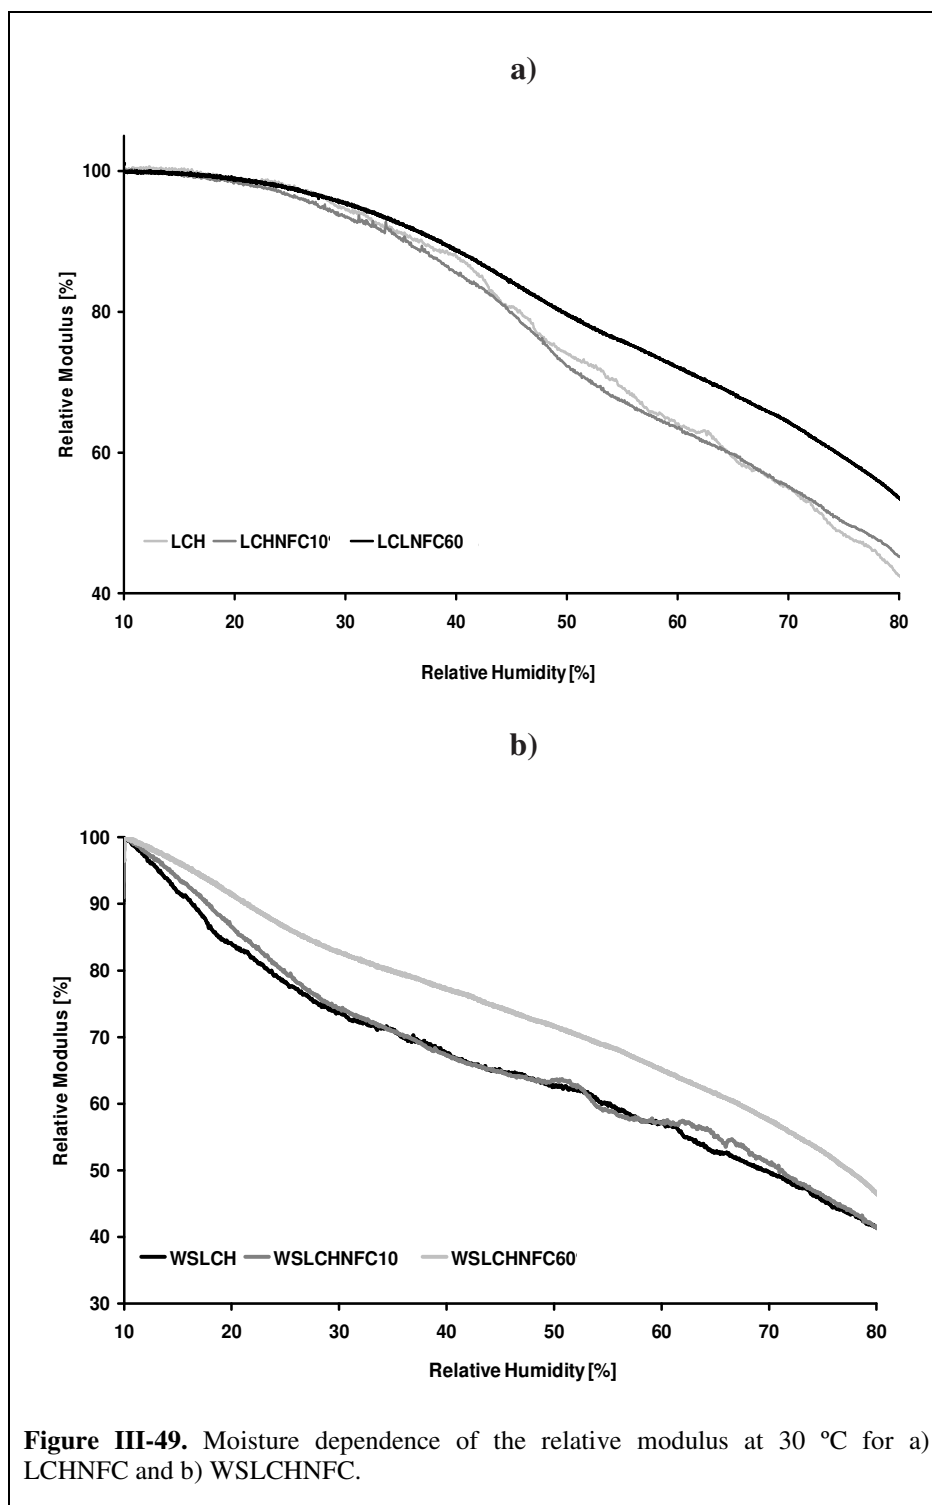 a)
100
80
60
40
Relative Modulus [%]
LCH LCHNFC10% LCLNFC60
10 20 30 40 50 60 70 80
Relative Humidity [%]
b)
100
90
80
70
60
50
40
30
Relative Modulus [%]
WSLCH WSLCHNFC10 WSLCHNFC60%
10 20 30 40 50 60 70 80
Relative Humidity [%]
Figure III-49. Moisture dependence of the relative modulus at 30 ºC for a)
LCHNFC and b) WSLCHNFC.